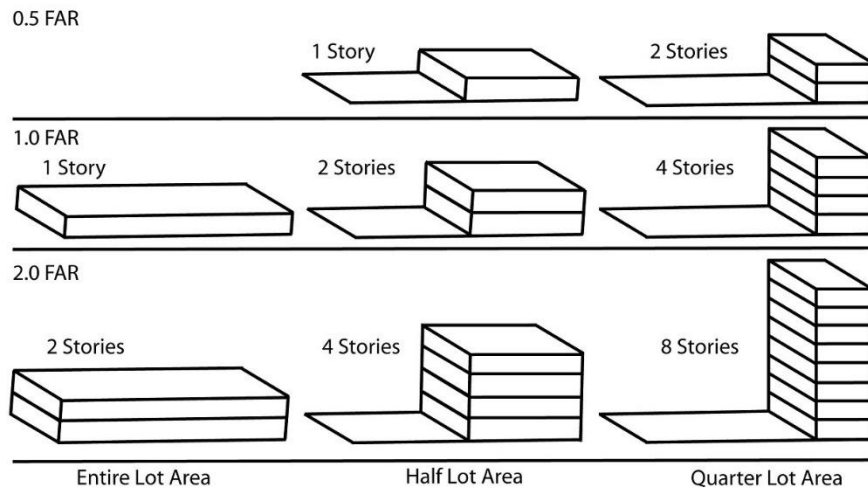 0.5 FAR
1 Story
2 Stories
1.0 FAR
1 Story
2 Stories
4 Stories
2.0 FAR
2 Stories
4 Stories
8 Stories
Entire Lot Area
Half Lot Area
Quarter Lot Area